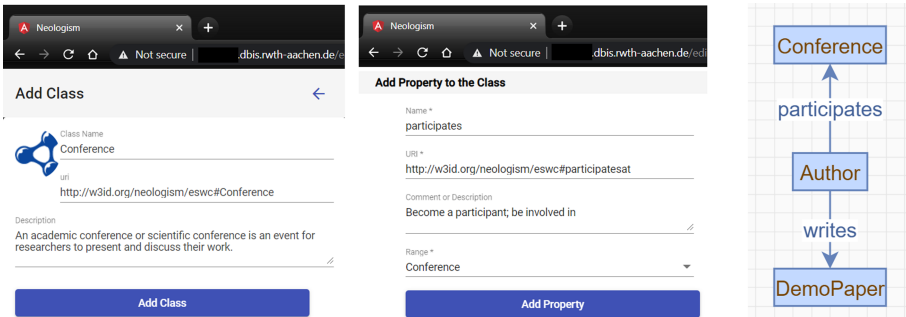 Neologism
Not secure
.dbis.rwth-aachen.de/e
Add Class
Class Name
Conference
uri
http://w3id.org/neologism/eswc#Conference
Description
An academic conference or scientific conference is an event for
researchers to present and discuss their work.
Add Class
Neologism
Not secure
.dbis.rwth-aachen.de/edi
Add Property to the Class
Name *
participates
URI *
http://w3id.org/neologism/eswc#participatesat
Comment or Description
Become a participant; be involved in
Range *
Conference
Add Property
Conference
participates
Author
writes
DemoPaper